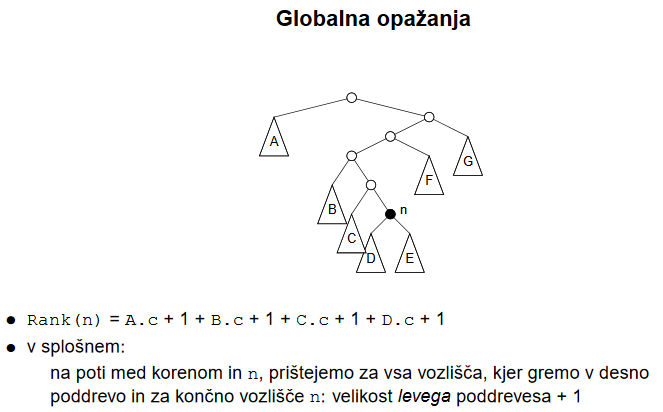 Globalna opažanja
A
G
F
B
n
C
D
E
● Rank(n) = A.c + 1 + B.c + 1 + C.c + 1 + D.c + 1
● v splošnem:
na poti med korenom in n, prištejemo za vsa vozlišča, kjer gremo v desno
poddrevo in za končno vozlišče n: velikost levega poddrevesa + 1